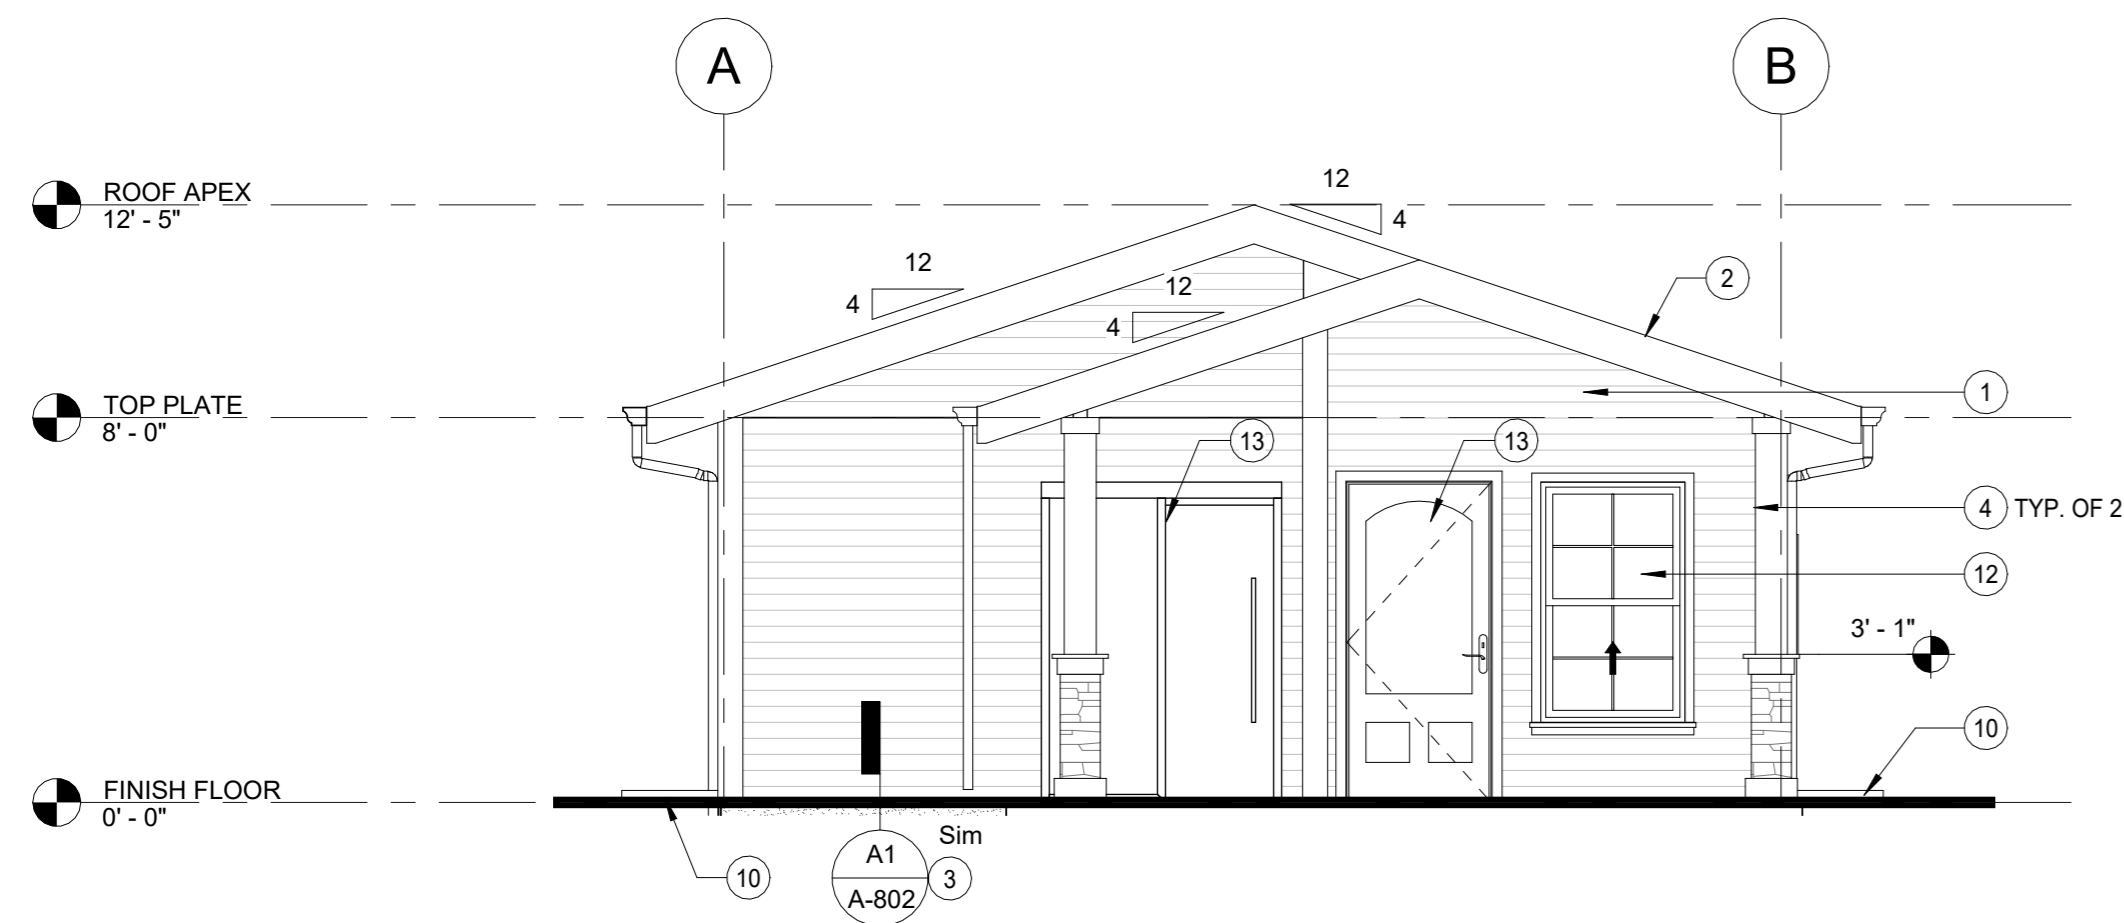 A
B
ROOF APEX
12' - 5"
12
4
12
4
12
4
2
TOP PLATE
8' - 0"
1
13
13
4 TYP. OF 2
12
3' - 1"
10
FINISH FLOOR
0' - 0"
Sim
10
A1
3
A-802